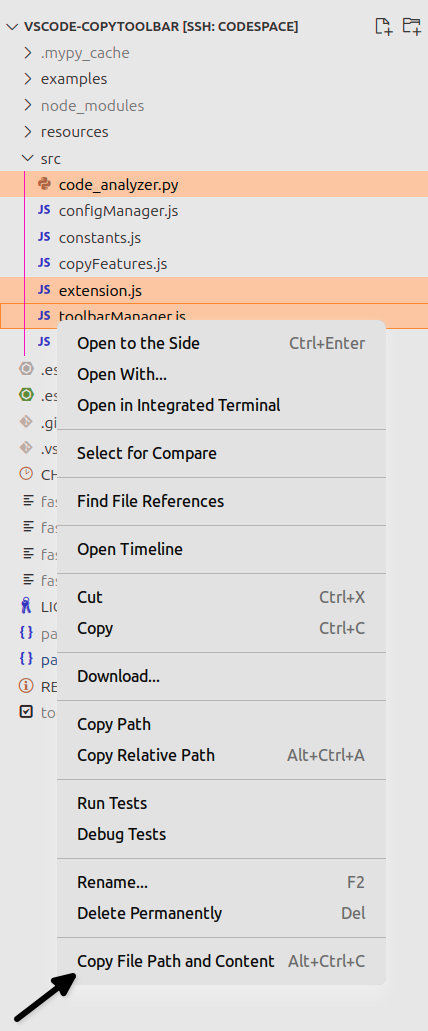 VSCODE-COPYTOOLBAR [SSH: CODESPACE]
.mypy_cache
examples
node_modules
resources
src
code_analyzer.py
JS configManager.js
JS constants.js
JS copyFeatures.js
JS extension.js
JS toolbarManager.js
JS
.es
.es
.gi
.vs
CH
fas
fas
fas
fas
LIC
{} pa
{} pa
RE
to
Open to the Side Ctrl+Enter
Open With...
Open in Integrated Terminal
Select for Compare
Find File References
Open Timeline
Cut Ctrl+X
Copy Ctrl+C
Download...
Copy Path
Copy Relative Path Alt+Ctrl+A
Run Tests
Debug Tests
Rename... F2
Delete Permanently Del
Copy File Path and Content Alt+Ctrl+C